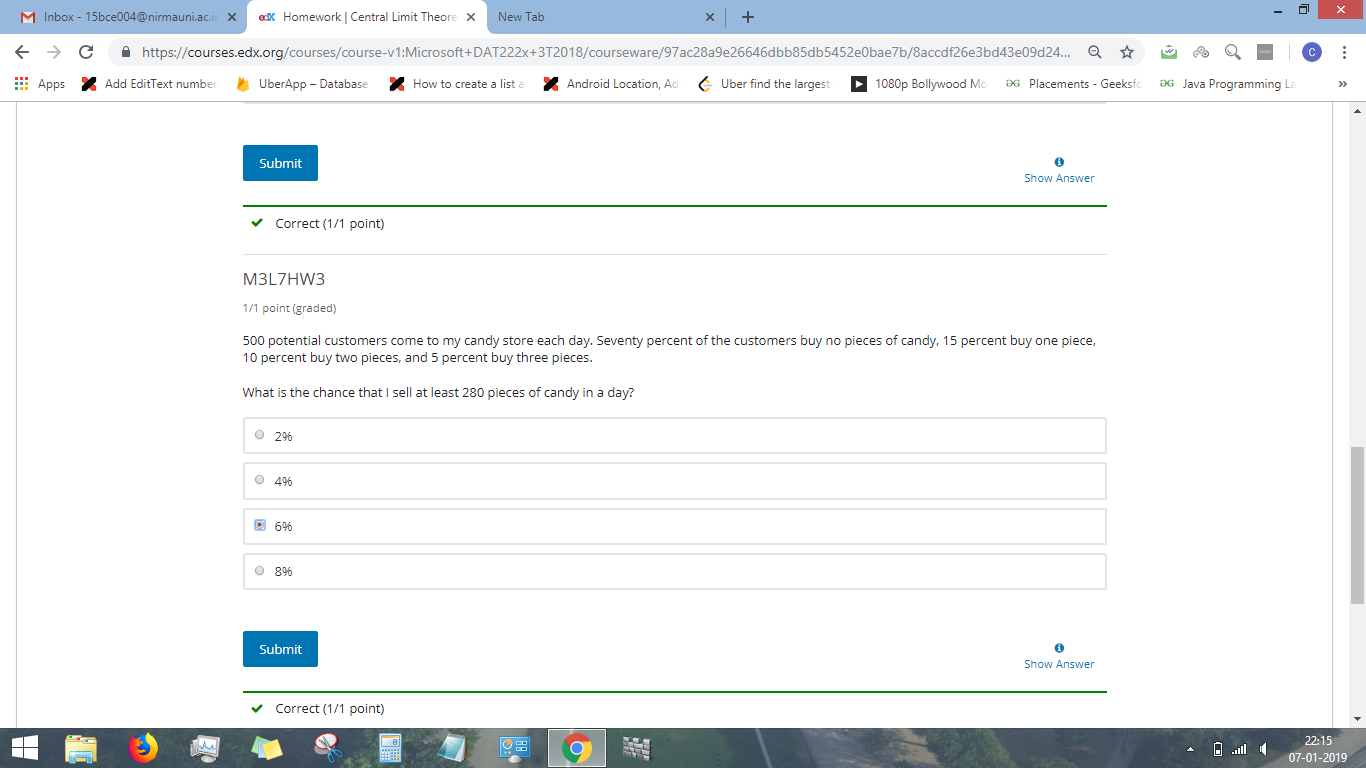 Inbox - 15bce004@nirmauni.ac.in
edX Homework | Central Limit Theore
New Tab
https://courses.edx.org/courses/course-v1:Microsoft+DAT222x+3T2018/courseware/97ac28a9e26646dbb85db5452e0bae7b/8accdf26e3bd43e09d24...
C
Apps
Add EditText number
UberApp – Database
How to create a list a
Android Location, Ad
Uber find the largest
1080p Bollywood Mo
Placements - Geeksfo
Java Programming La
»
Submit
Show Answer
Correct (1/1 point)
M3L7HW3
1/1 point (graded)
500 potential customers come to my candy store each day. Seventy percent of the customers buy no pieces of candy, 15 percent buy one piece,
10 percent buy two pieces, and 5 percent buy three pieces.
What is the chance that I sell at least 280 pieces of candy in a day?
2%
4%
6%
8%
Submit
Show Answer
Correct (1/1 point)
22:15
07-01-2019